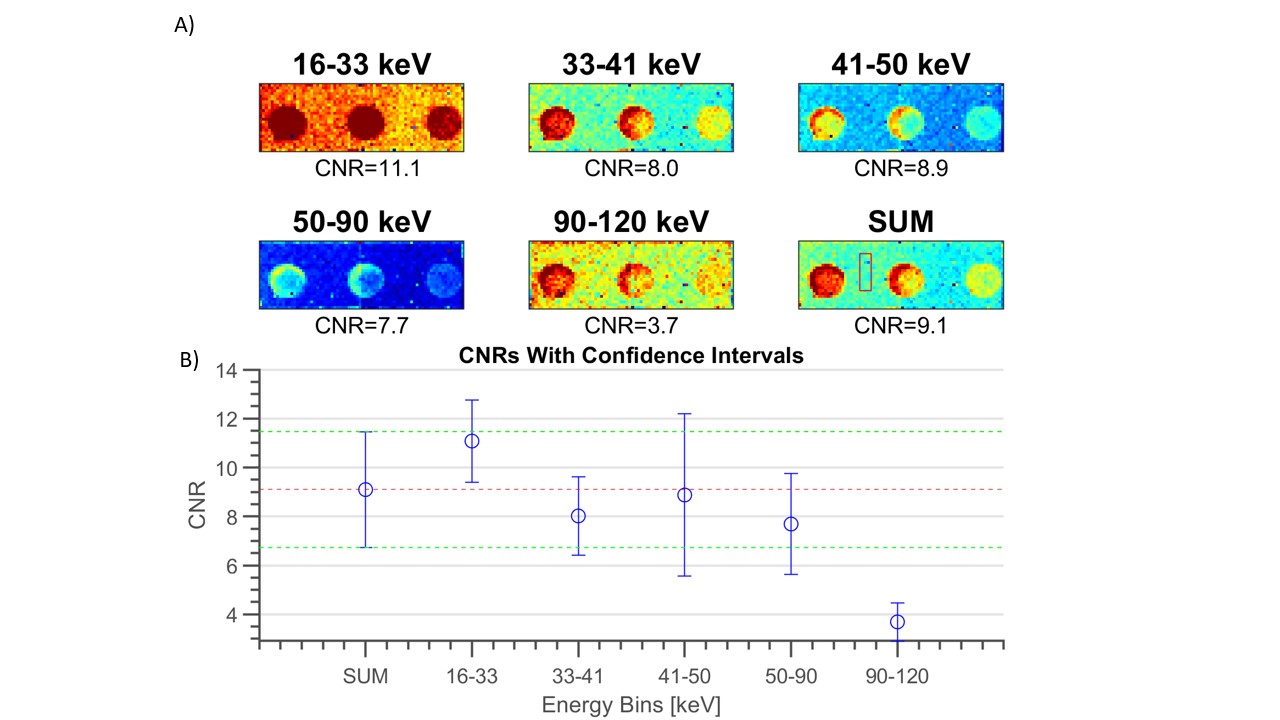 A)
16-33 keV 33-41 keV 41-50 keV
CNR=11.1 CNR=8.0 CNR=8.9
50-90 keV 90-120 keV SUM
CNR=7.7 CNR=3.7 CNR=9.1
B)
CNRs With Confidence Intervals
14
12
10
8
6
4
CNR
SUM 16-33 33-41 41-50 50-90 90-120
Energy Bins [keV]